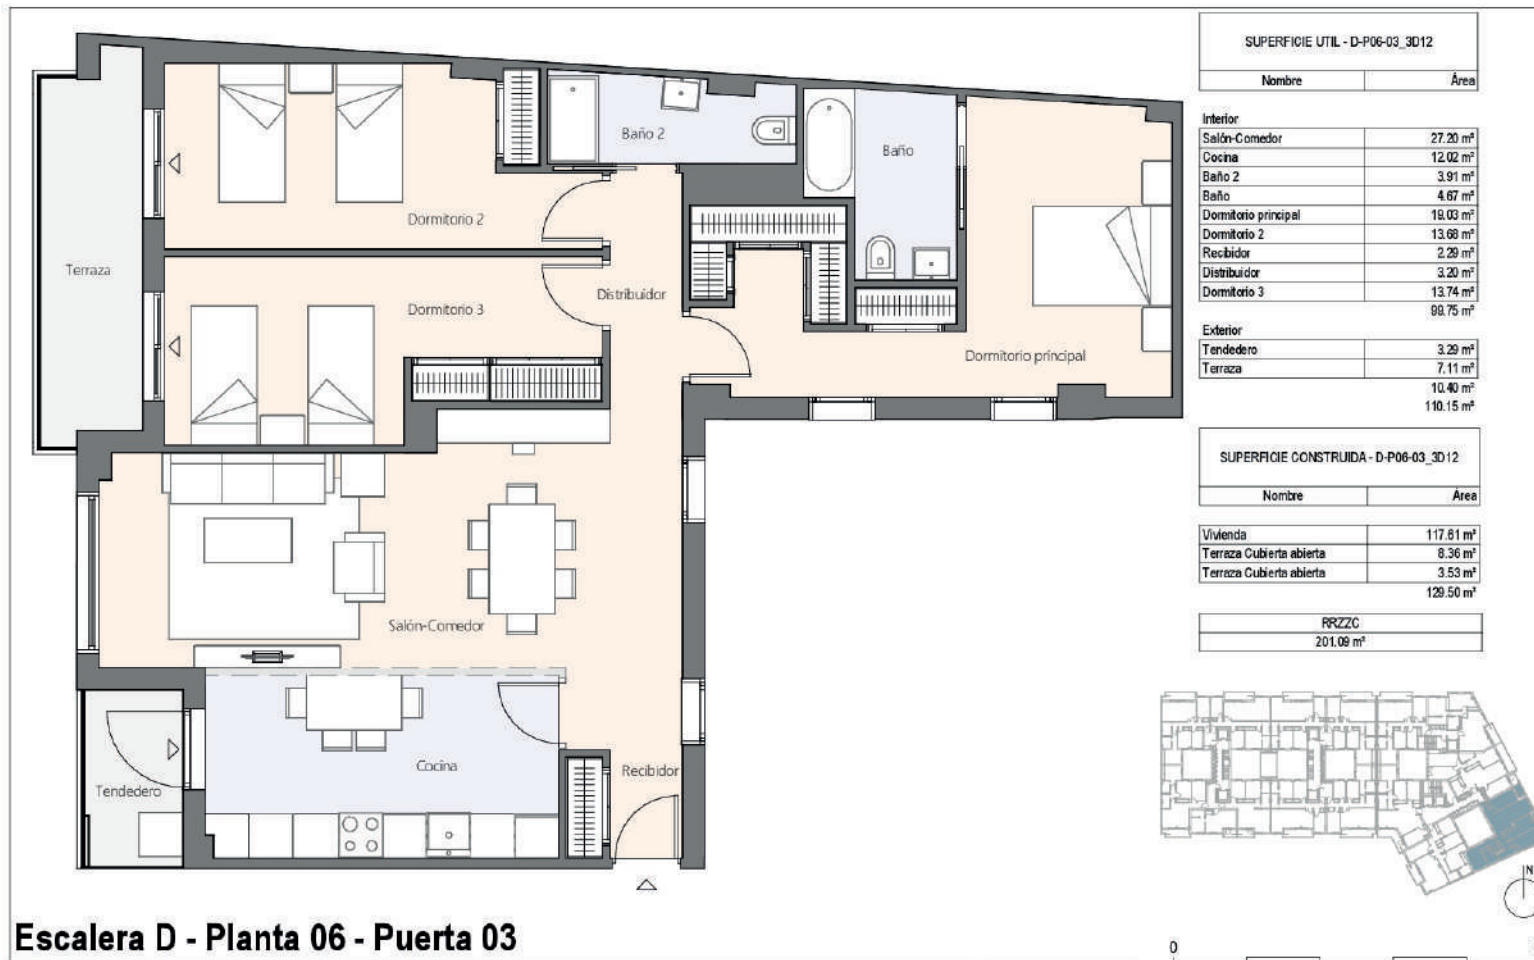 SUPERFICIE UTIL - D-P06-03_3D12
Nombre Área
Interior
Salón-Comedor 27.20 m²
Cocina 12.02 m²
Baño 2 3.91 m²
Baño 4.67 m²
Dormitorio principal 19.03 m²
Dormitorio 2 13.68 m²
Recibidor 2.29 m²
Distribuidor 3.20 m²
Dormitorio 3 13.74 m²
99.75 m²
Exterior
Tendedero 3.29 m²
Terraza 7.11 m²
10.40 m²
110.15 m²
SUPERFICIE CONSTRUIDA - D-P06-03_3D12
Nombre Área
Vivienda 117.61 m²
Terraza Cubierta abierta 8.36 m²
Terraza Cubierta abierta 3.53 m²
129.50 m²
RRZZC
201.09 m²
Baño 2
Baño
Dormitorio 2
Terraza
Distribuidor
Dormitorio 3
Dormitorio principal
Salón-Comedor
Cocina
Recibidor
Tendedero
N
Escalera D - Planta 06 - Puerta 03
0